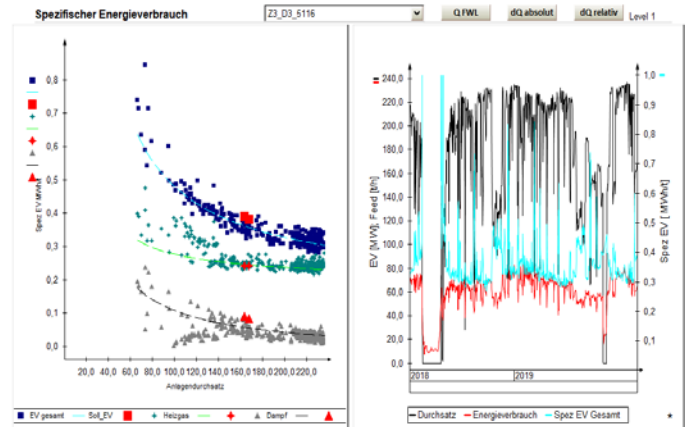 Spezifischer Energieverbrauch
Z3_D3_5116
Q FWL
dQ absolut
dQ relativ
Level 1
Spez EV MWh/t
0,8
0,7
0,6
0,5
0,4
0,3
0,2
0,1
0,0
20,0 40,0 60,0 80,0 100,0 120,0 140,0 160,0 180,0 200,0 220,0
Anlagendurchsatz
EV gesamt Soll_EV Heizgas Dampf
EV [MW], Feed [t/h]
240,0
220,0
200,0
180,0
160,0
140,0
120,0
100,0
80,0
60,0
40,0
20,0
0,0
1,0
0,9
0,8
0,7
0,6
0,5
0,4
0,3
0,2
0,1
Spez EV [ MWh/t]
2018 2019
Durchsatz Energieverbrauch Spez EV Gesamt
*